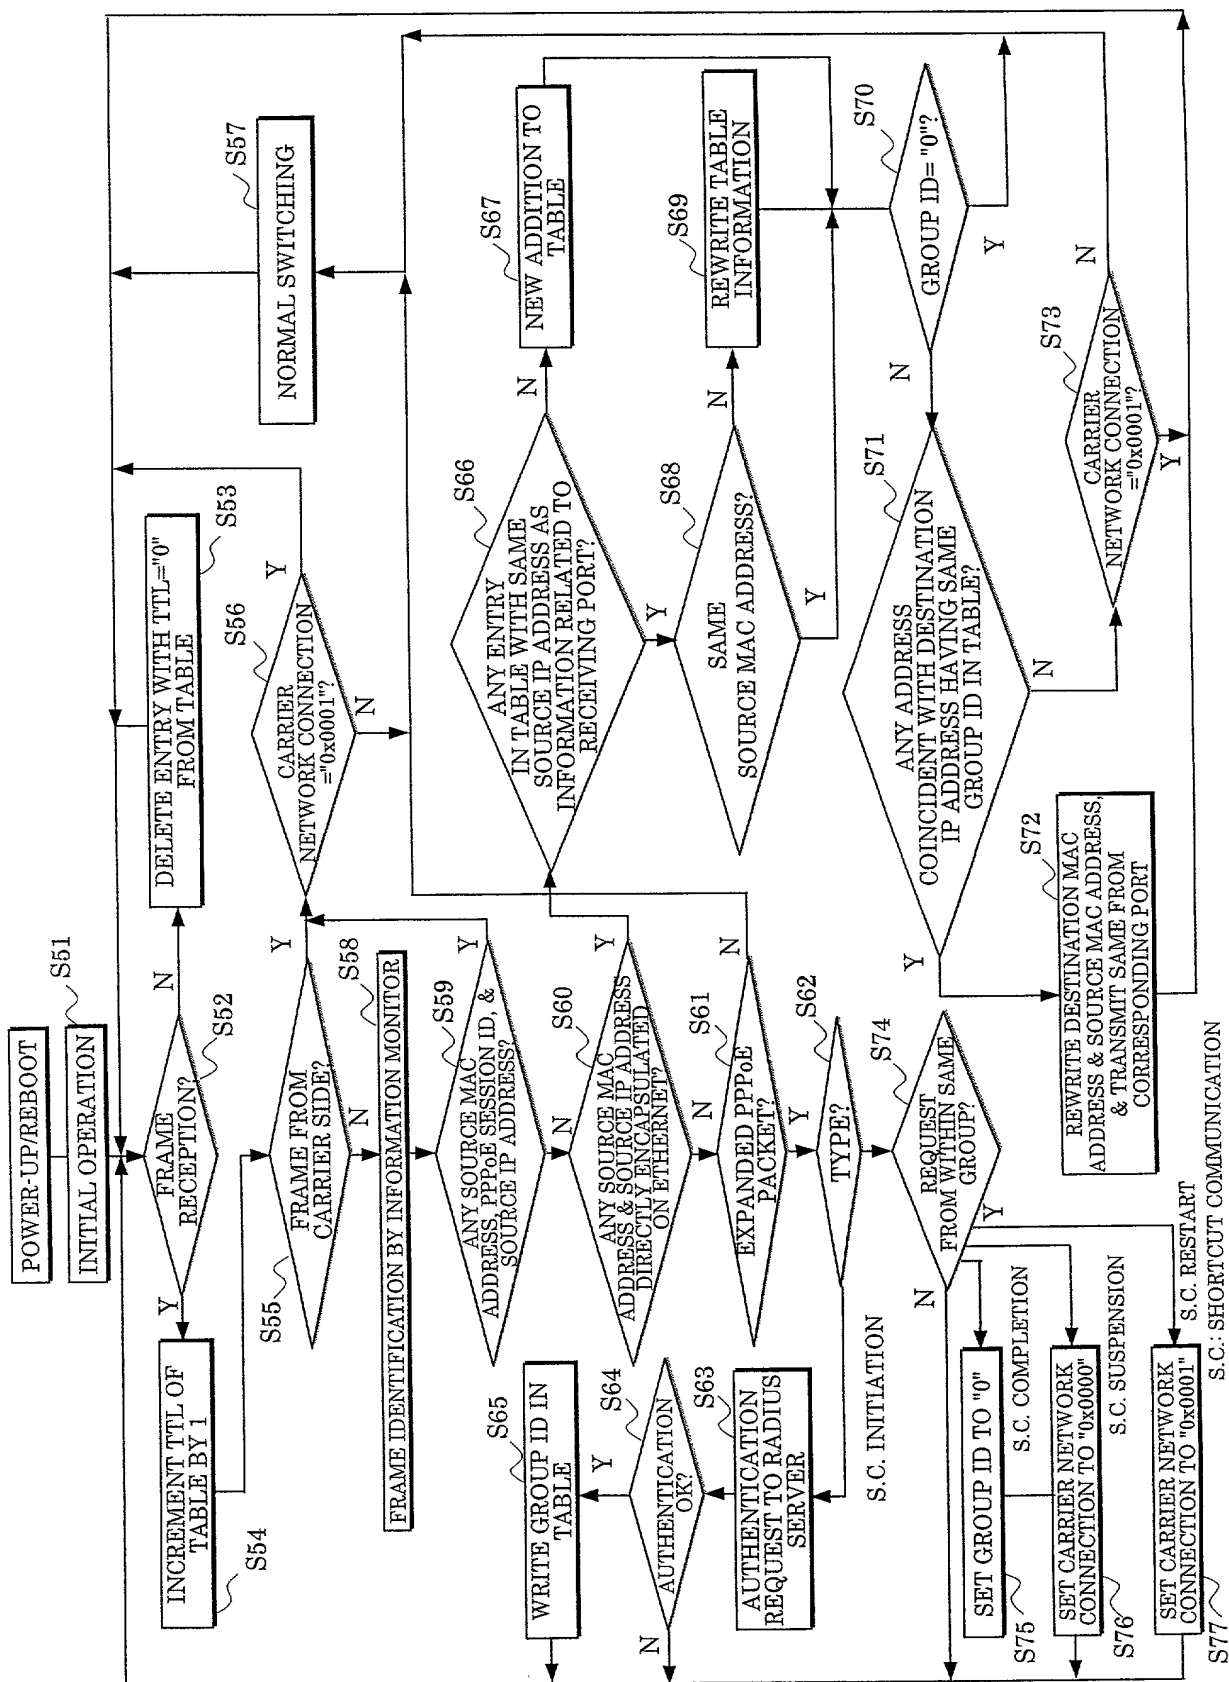 POWER-UP/REBOOT
S51
INITIAL OPERATION
S52
FRAME
RECEPTION?
N
Y
S53
DELETE ENTRY WITH TTL="0"
FROM TABLE
INCREMENT TTL OF
TABLE BY 1
S54
S55
FRAME FROM
CARRIER SIDE?
Y
N
S56
CARRIER
NETWORK CONNECTION
="0x0001"?
Y
N
S57
NORMAL SWITCHING
S58
FRAME IDENTIFICATION BY INFORMATION MONITOR
S59
ANY SOURCE MAC
ADDRESS, PPPoE SESSION ID, &
SOURCE IP ADDRESS?
Y
N
S60
ANY SOURCE MAC
ADDRESS & SOURCE IP ADDRESS
DIRECTLY ENCAPSULATED
ON ETHERNET?
Y
N
S61
EXPANDED PPPoE
PACKET?
N
Y
S62
TYPE?
S.C. INITIATION
S63
AUTHENTICATION
REQUEST TO RADIUS
SERVER
S64
AUTHENTICATION
OK?
Y
N
S65
WRITE GROUP ID IN
TABLE
S66
ANY ENTRY
IN TABLE WITH SAME
SOURCE IP ADDRESS AS
INFORMATION RELATED TO
RECEIVING PORT?
N
Y
S67
NEW ADDITION TO
TABLE
S68
SAME
SOURCE MAC ADDRESS?
N
Y
S69
REWRITE TABLE
INFORMATION
S70
GROUP ID= "0"?
Y
N
S71
ANY ADDRESS
COINCIDENT WITH DESTINATION
IP ADDRESS HAVING SAME
GROUP ID IN TABLE?
Y
N
S72
REWRITE DESTINATION MAC
ADDRESS & SOURCE MAC ADDRESS,
& TRANSMIT SAME FROM
CORRESPONDING PORT
S73
CARRIER
NETWORK CONNECTION
="0x0001"?
N
Y
S74
REQUEST
FROM WITHIN SAME
GROUP?
Y
N
SET GROUP ID TO "0"
S75
S.C. COMPLETION
SET CARRIER NETWORK
CONNECTION TO "0x0000"
S76
S.C. SUSPENSION
SET CARRIER NETWORK
CONNECTION TO "0x0001"
S77
S.C. RESTART
S.C.: SHORTCUT COMMUNICATION